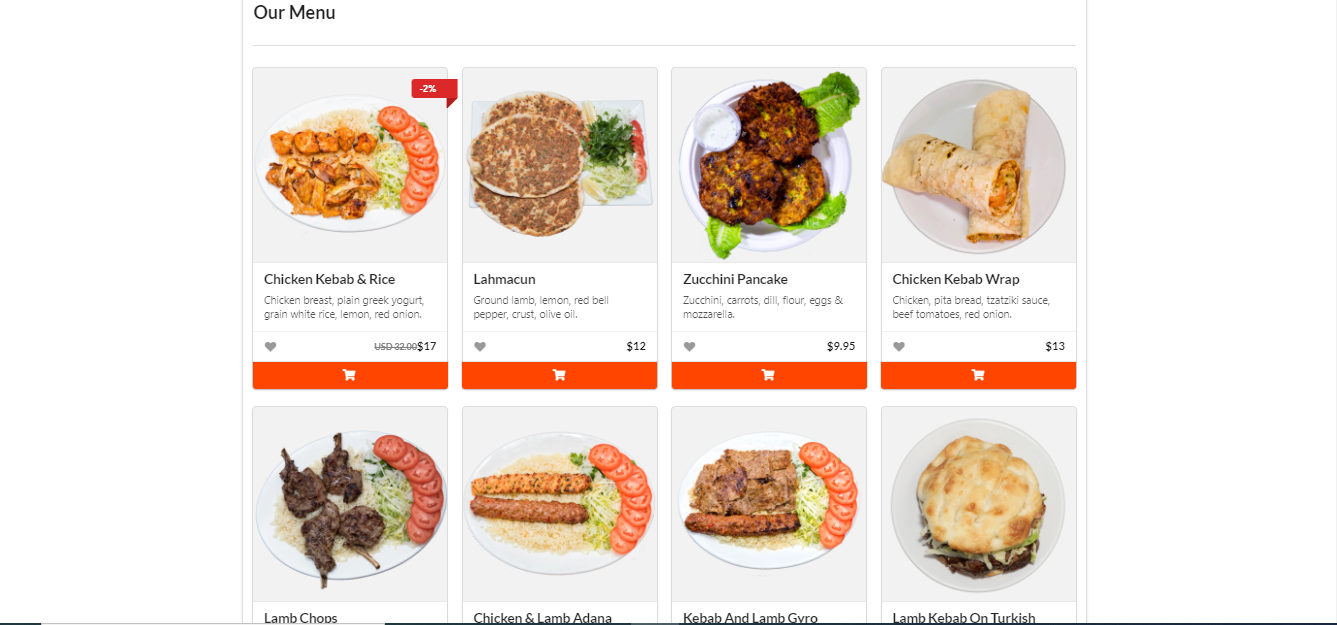 Our Menu
-2%
Chicken Kebab & Rice
Chicken breast, plain greek yogurt,
grain white rice, lemon, red onion.
USD 32.00$17
Lahmacun
Ground lamb, lemon, red bell
pepper, crust, olive oil.
$12
Zucchini Pancake
Zucchini, carrots, dill, flour, eggs &
mozzarella.
$9.95
Chicken Kebab Wrap
Chicken, pita bread, tzatziki sauce,
beef tomatoes, red onion.
$13
Lamb Chops
Chicken & Lamb Adana
Kebab And Lamb Gyro
Lamb Kebab On Turkish